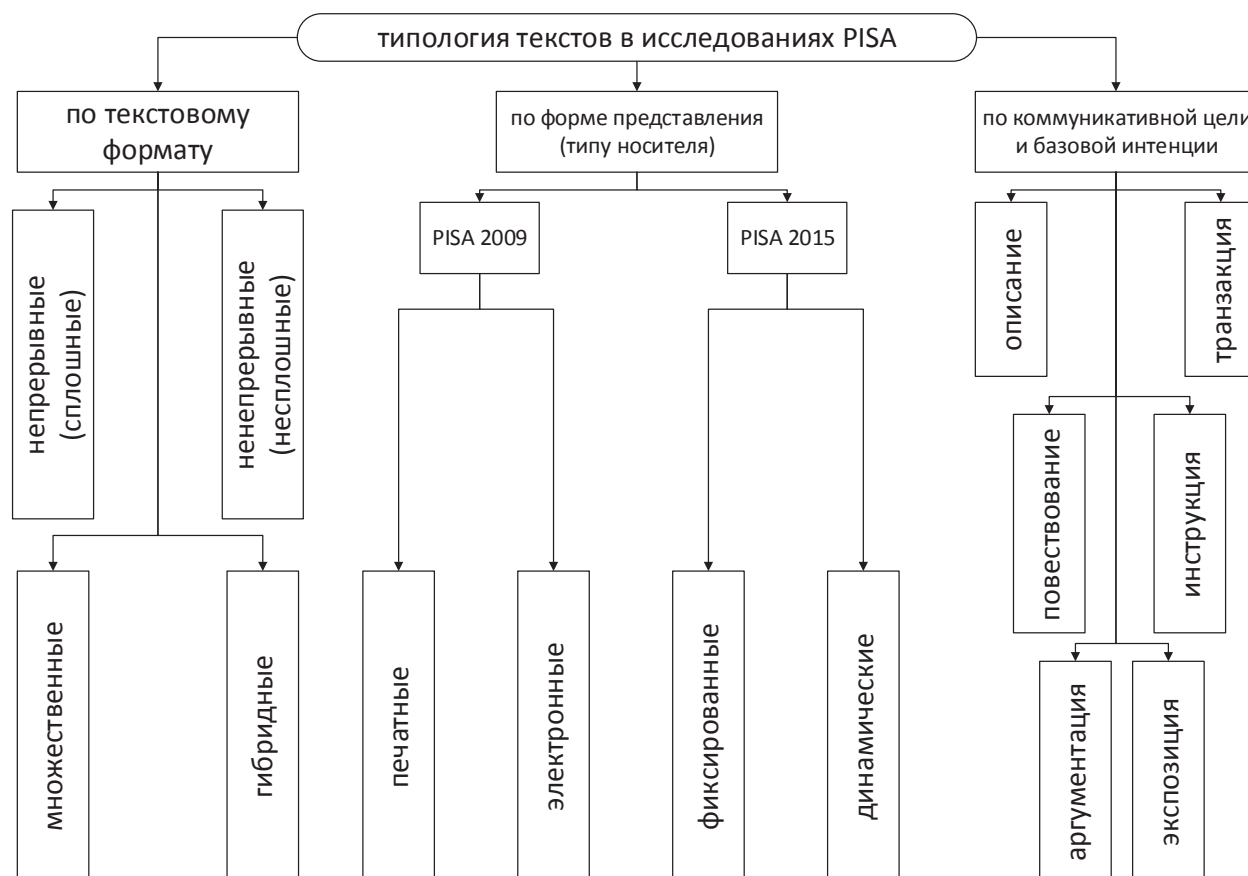 типология текстов в исследованиях PISA
по текстовому
формату
по форме представления
(типу носителя)
по коммуникативной цели
и базовой интенции
непрерывные
(сплошные)
ненепрерывные
(несплошные)
PISA 2009
PISA 2015
описание
транзакция
повествование
инструкция
множественные
гибридные
печатные
электронные
фиксированные
динамические
аргументация
экспозиция